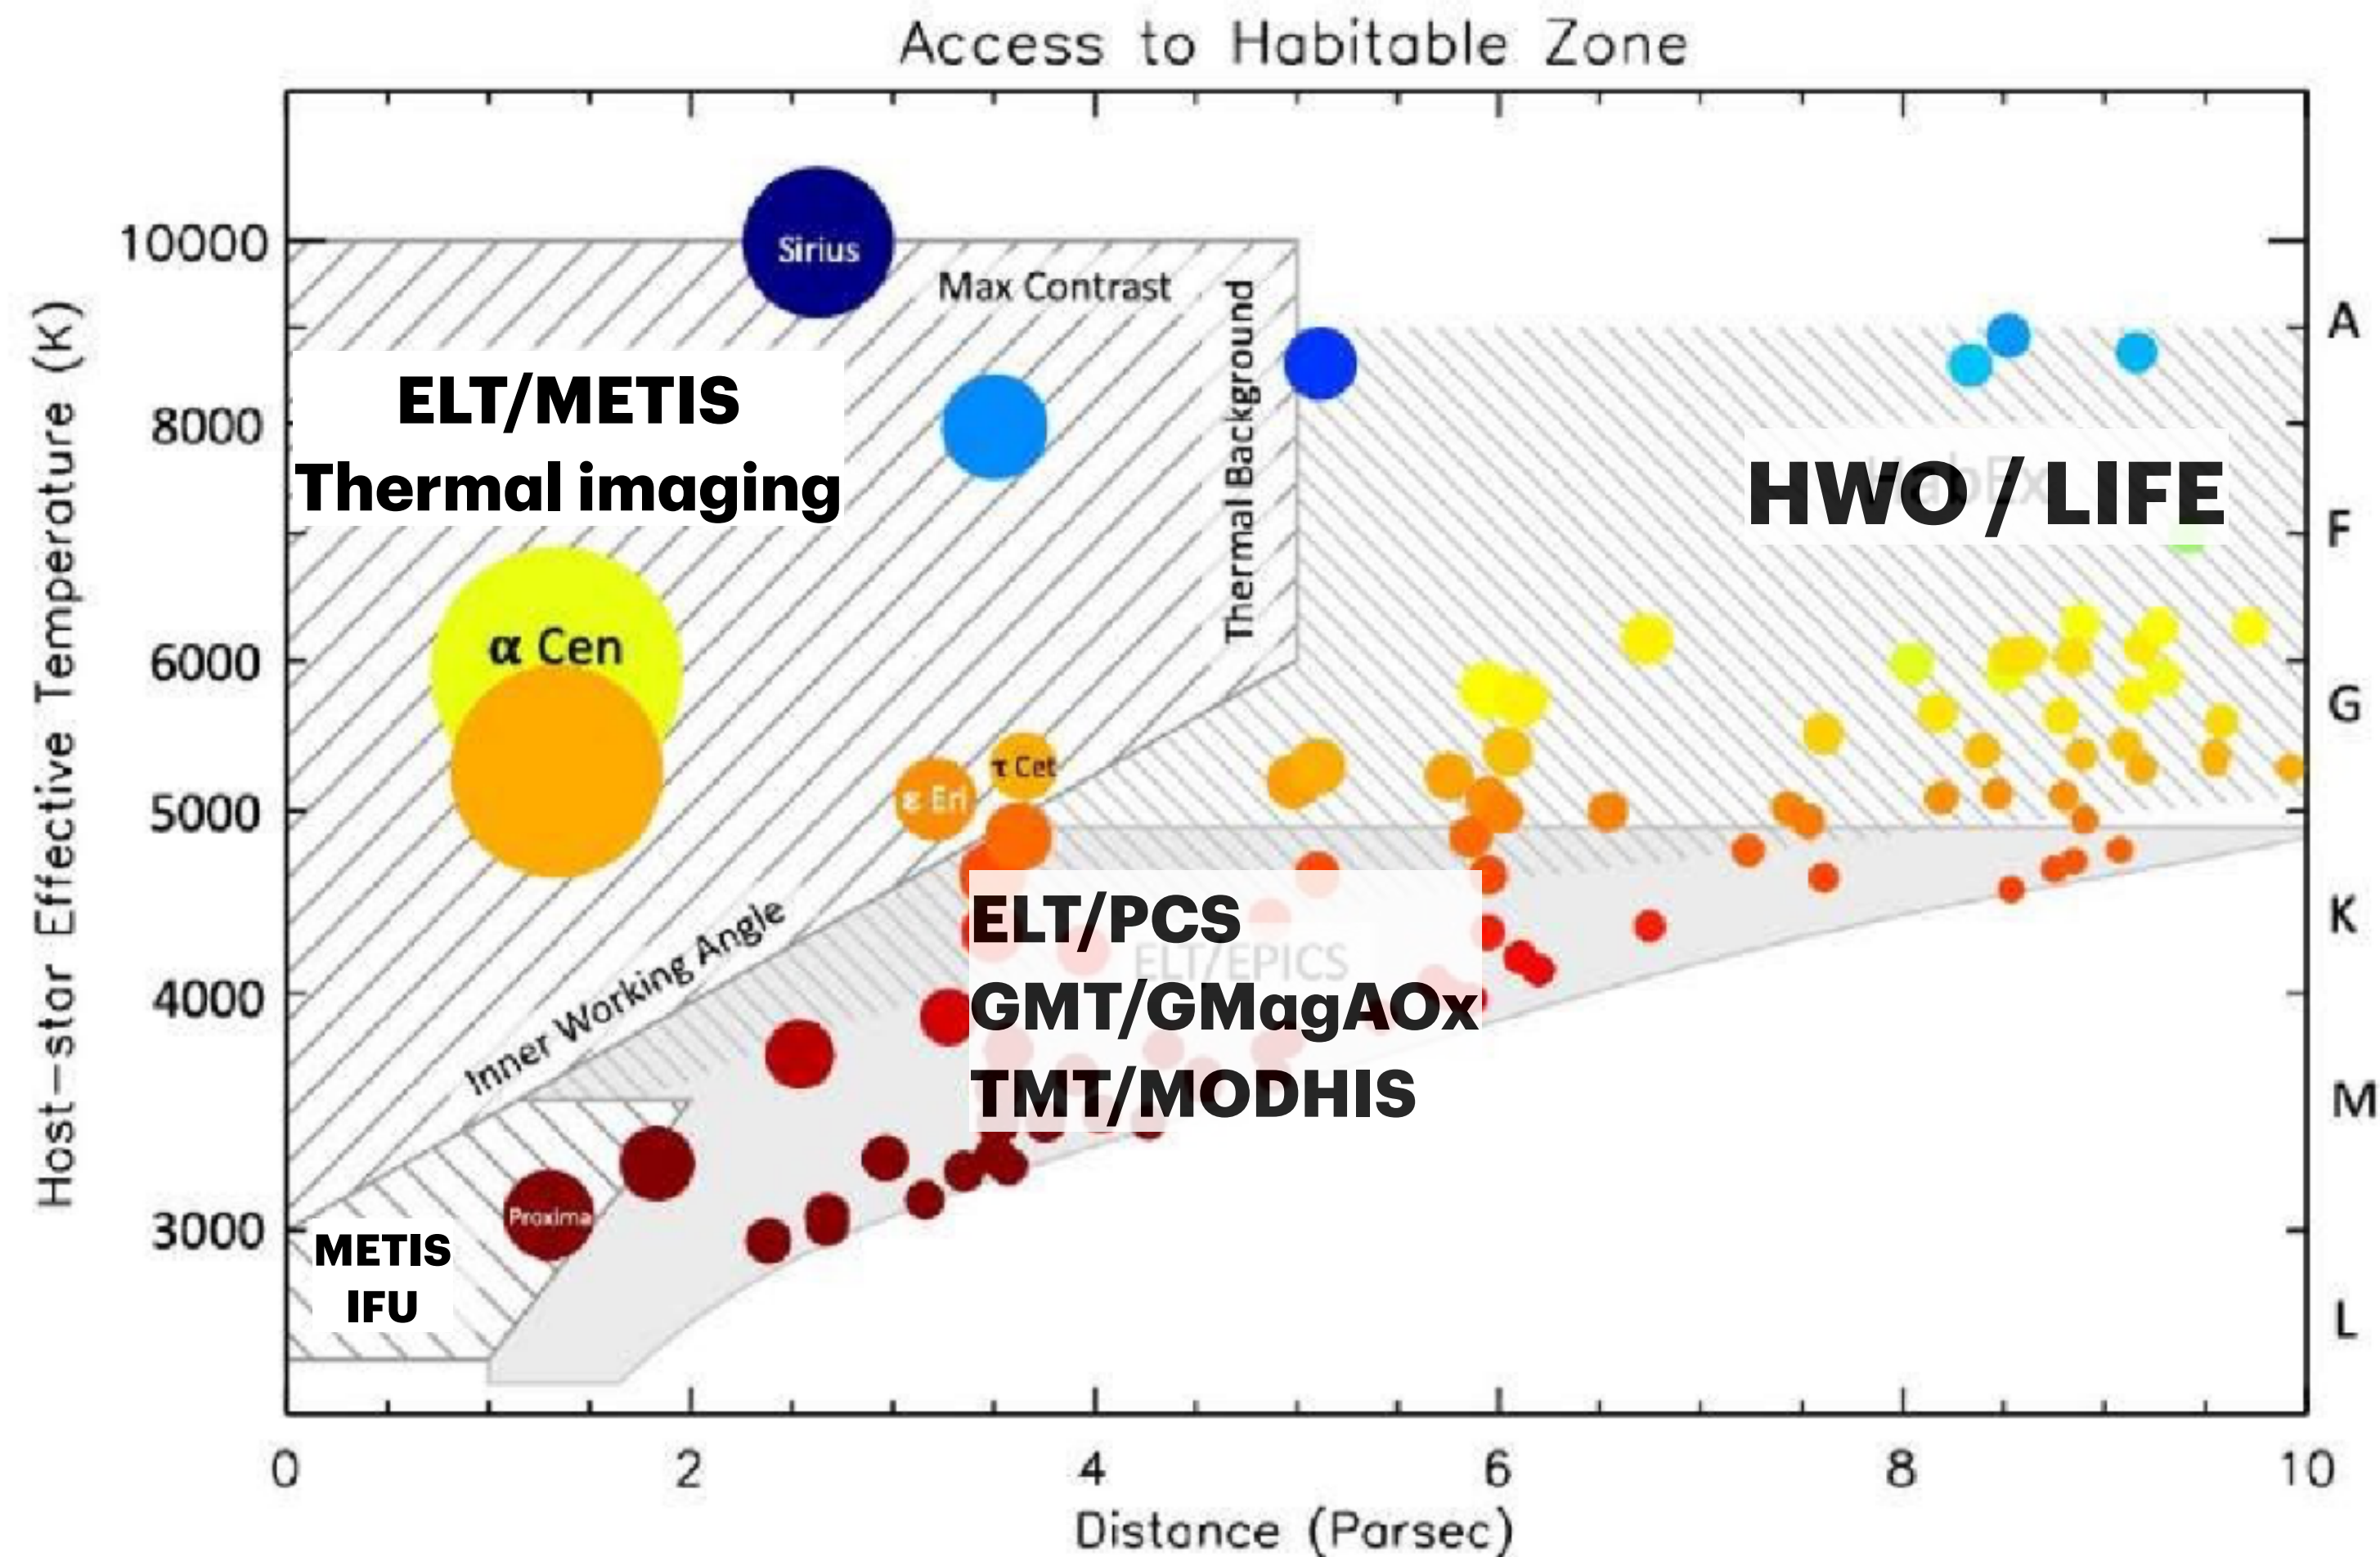 Access to Habitable Zone
Host-star Effective Temperature (K)
10000
8000
6000
5000
4000
3000
A
F
G
K
M
L
Sirius
Max Contrast
Thermal Background
ELT/METIS
Thermal imaging
HWO / LIFE
HabEx
α Cen
τ Cet
ε Eri
Inner Working Angle
ELT/PCS
ELT/EPICS
GMT/GMagAOx
TMT/MODHIS
Proxima
METIS
IFU
0 2 4 6 8 10
Distance (Parsec)